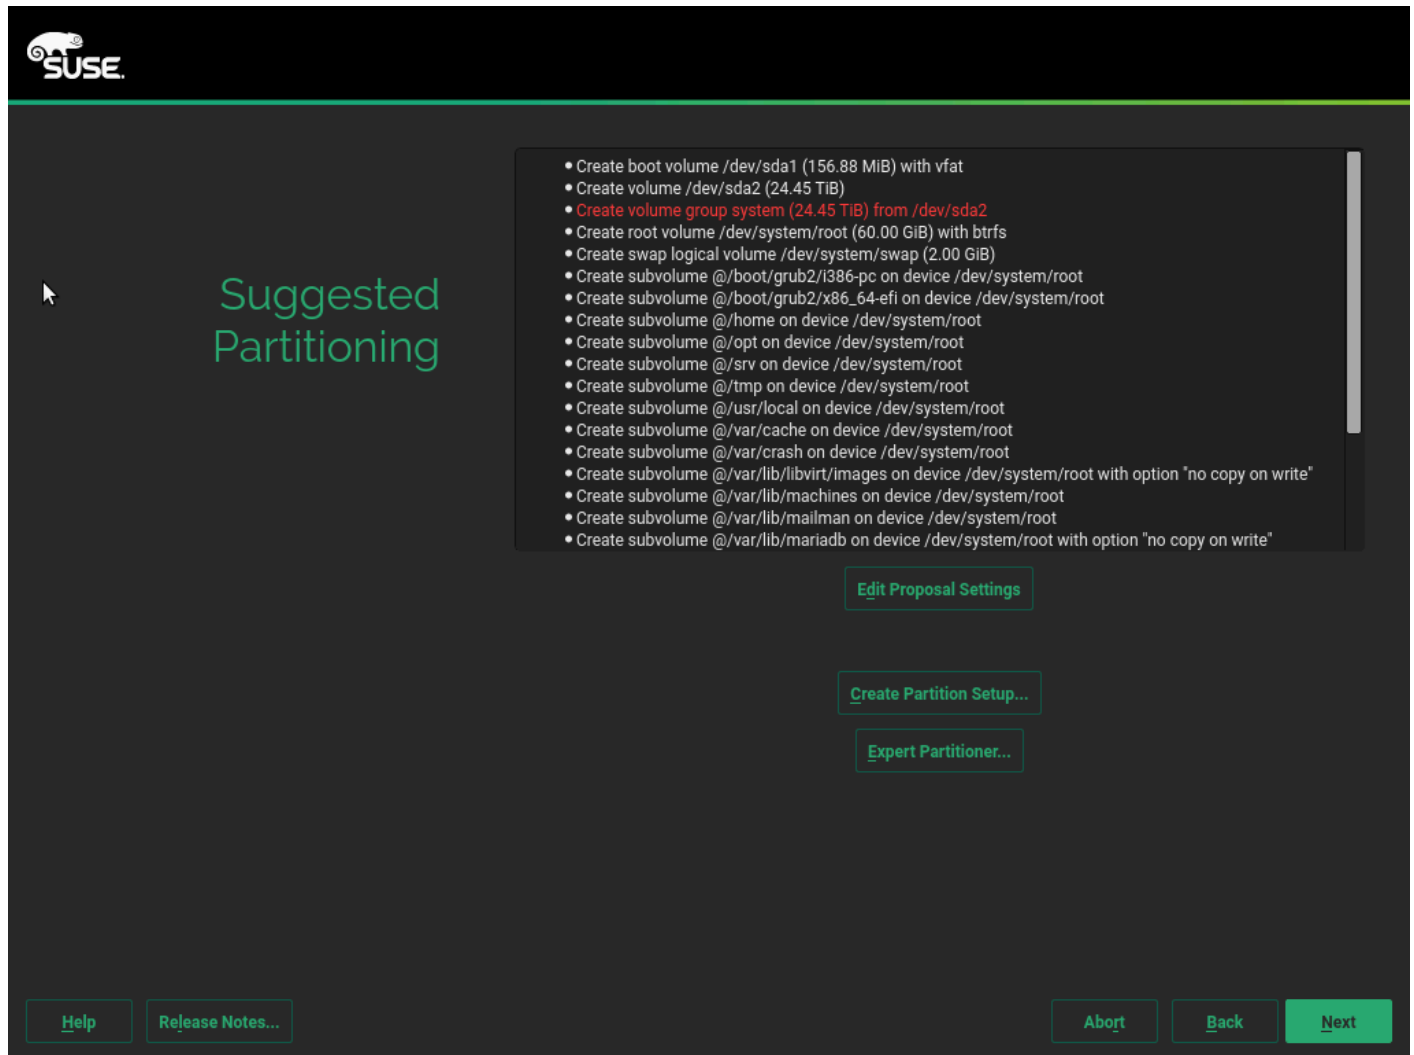 SUSE.
Suggested
Partitioning
• Create boot volume /dev/sda1 (156.88 MiB) with vfat
• Create volume /dev/sda2 (24.45 TiB)
• Create volume group system (24.45 TiB) from /dev/sda2
• Create root volume /dev/system/root (60.00 GiB) with btrfs
• Create swap logical volume /dev/system/swap (2.00 GiB)
• Create subvolume @/boot/grub2/i386-pc on device /dev/system/root
• Create subvolume @/boot/grub2/x86_64-efi on device /dev/system/root
• Create subvolume @/home on device /dev/system/root
• Create subvolume @/opt on device /dev/system/root
• Create subvolume @/srv on device /dev/system/root
• Create subvolume @/tmp on device /dev/system/root
• Create subvolume @/usr/local on device /dev/system/root
• Create subvolume @/var/cache on device /dev/system/root
• Create subvolume @/var/crash on device /dev/system/root
• Create subvolume @/var/lib/libvirt/images on device /dev/system/root with option "no copy on write"
• Create subvolume @/var/lib/machines on device /dev/system/root
• Create subvolume @/var/lib/mailman on device /dev/system/root
• Create subvolume @/var/lib/mariadb on device /dev/system/root with option "no copy on write"
Edit Proposal Settings
Create Partition Setup...
Expert Partitioner...
Help
Release Notes...
Abort
Back
Next